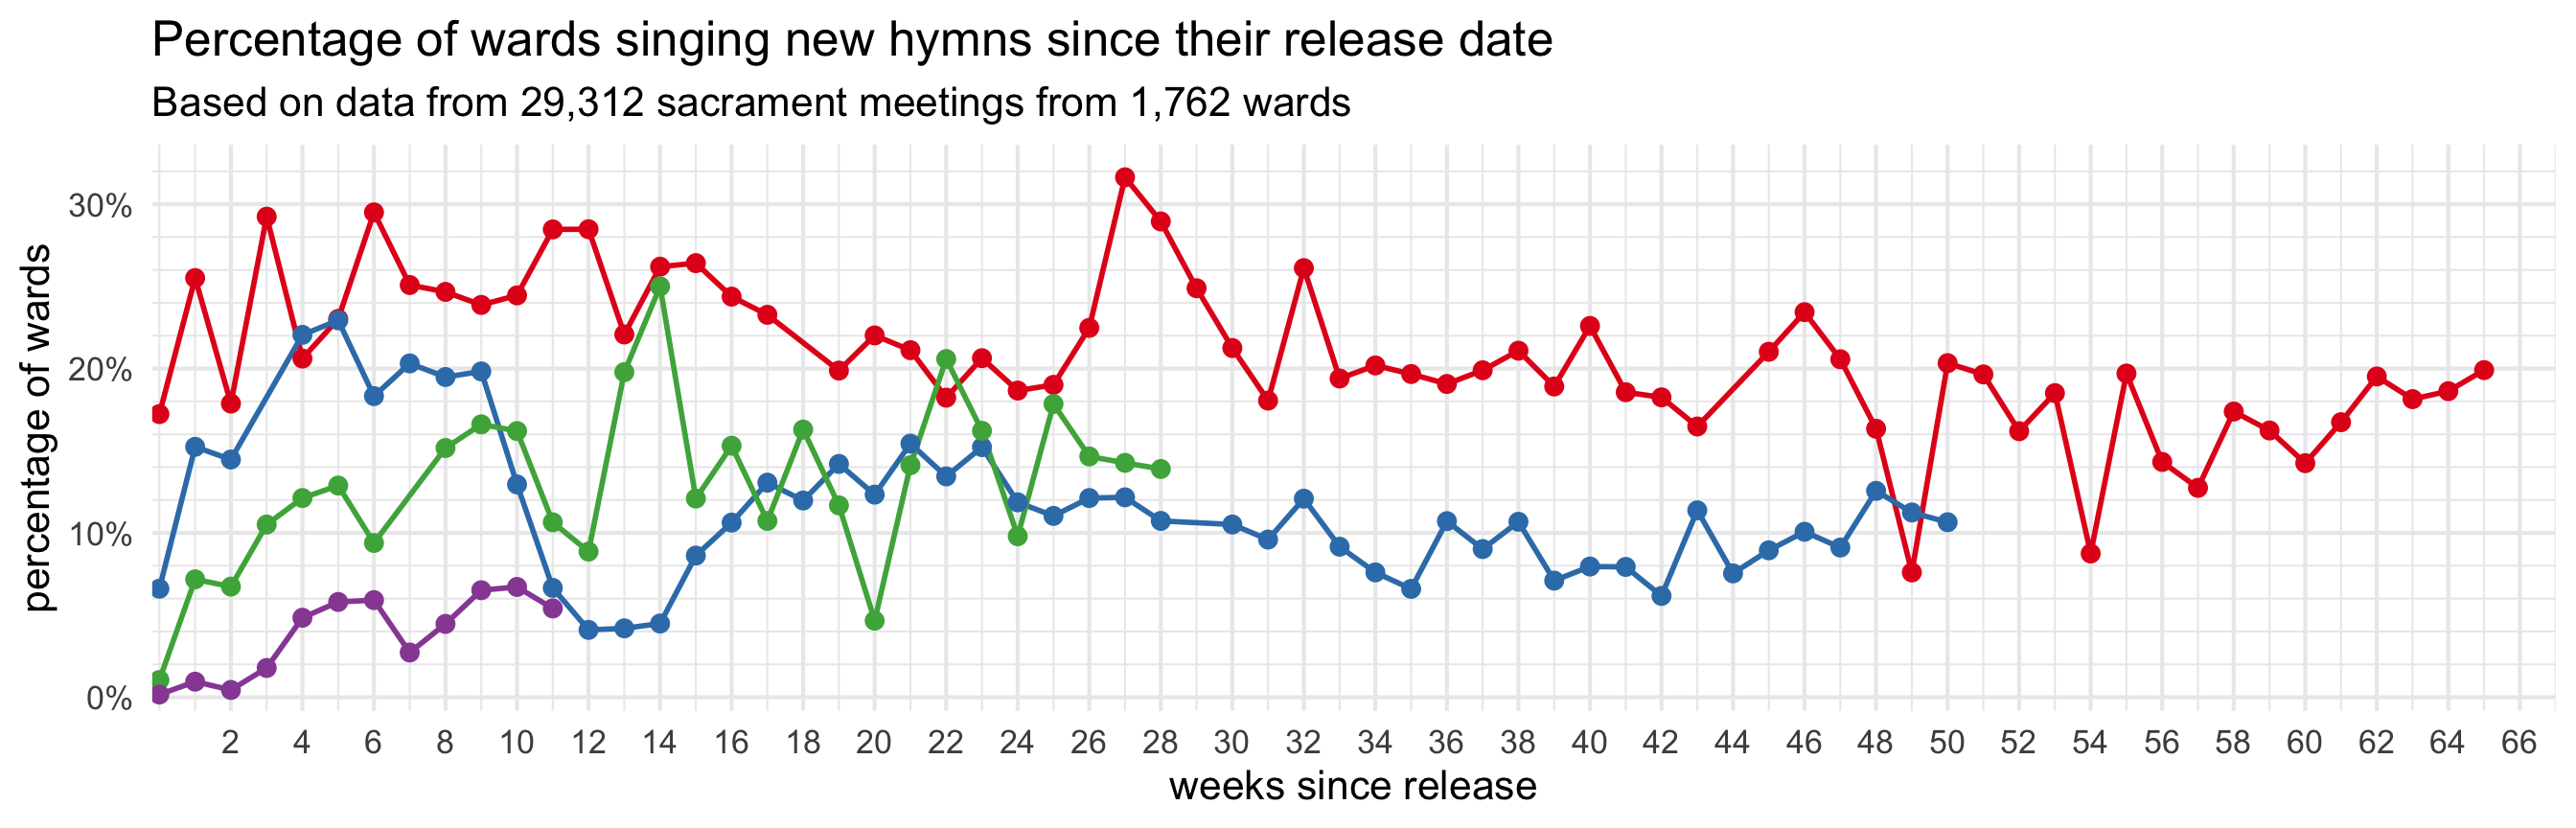 Percentage of wards singing new hymns since their release date
Based on data from 29,312 sacrament meetings from 1,762 wards
percentage of wards
30%
20%
10%
0%
2 4 6 8 10 12 14 16 18 20 22 24 26 28 30 32 34 36 38 40 42 44 46 48 50 52 54 56 58 60 62 64 66
weeks since release